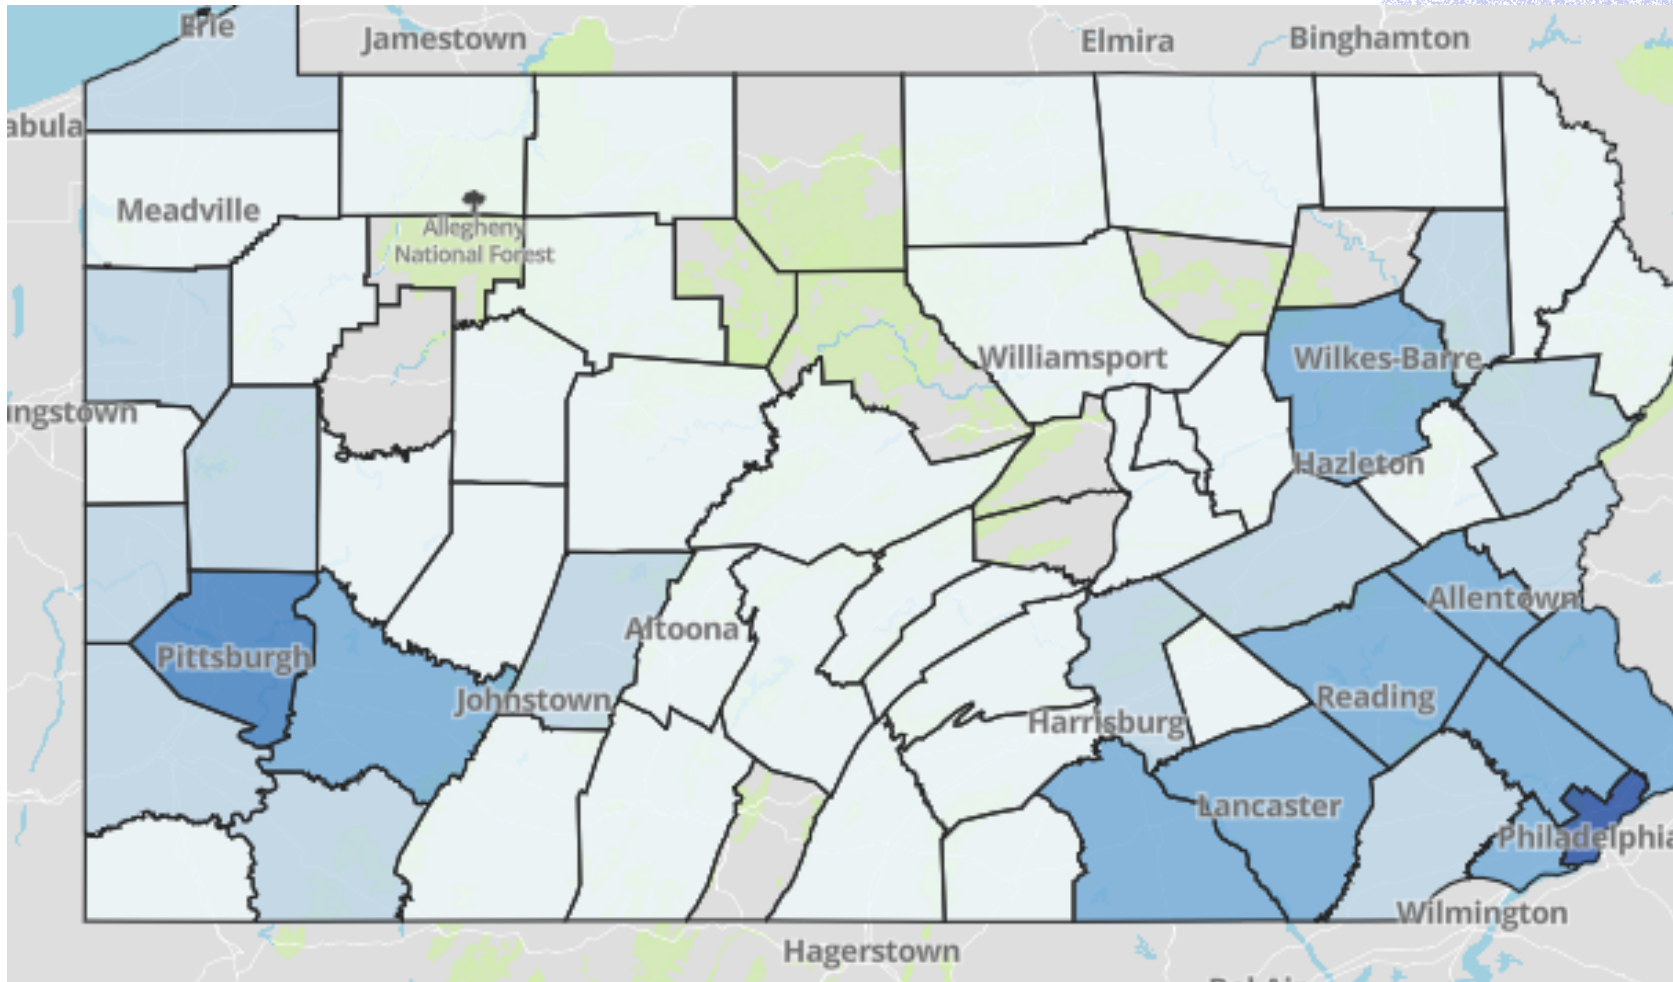 Erie
Jamestown
Elmira
Binghamton
abula
Meadville
Allegheny
National Forest
Williamsport
Wilkes-Barre
ungstown
Hazleton
Allentown
Altoona
Pittsburgh
Johnstown
Reading
Harrisburg
Lancaster
Philadelphia
Wilmington
Hagerstown